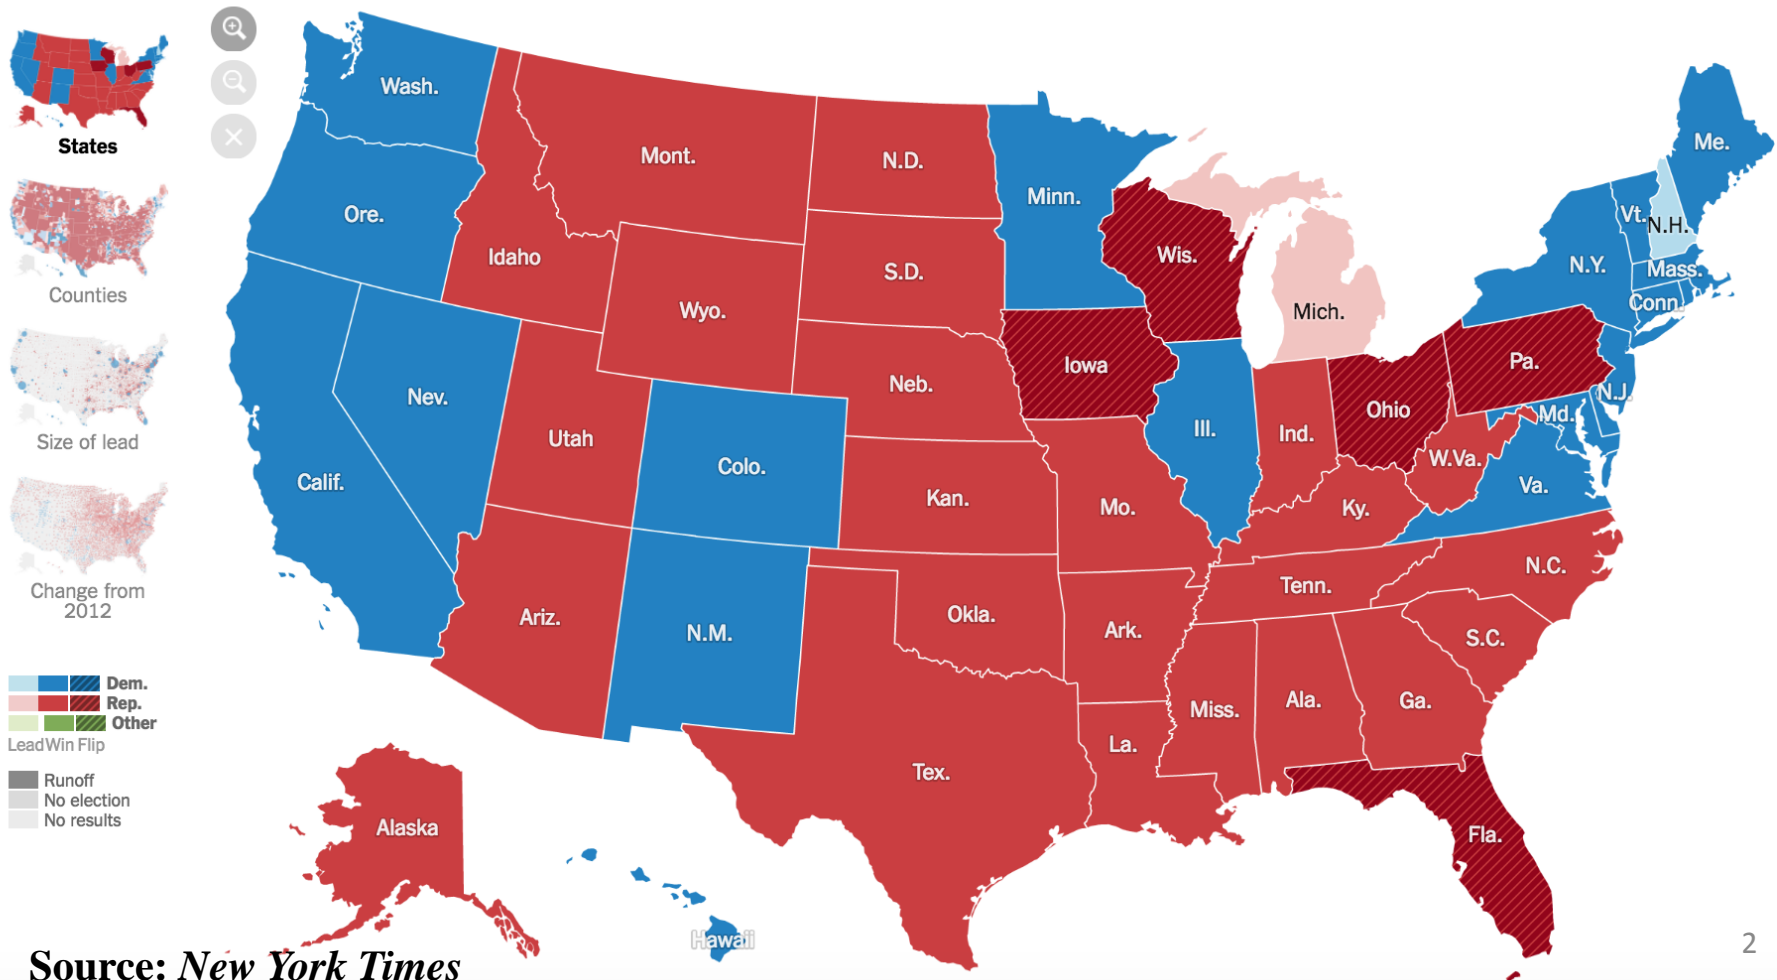 States
Counties
Size of lead
Change from
2012
Dem.
Rep.
Other
Lead Win Flip
Runoff
No election
No results
Wash.
Ore.
Calif.
Nev.
Idaho
Mont.
Wyo.
Utah
Colo.
Ariz.
N.M.
N.D.
S.D.
Neb.
Kan.
Okla.
Tex.
Minn.
Iowa
Mo.
Ark.
La.
Wis.
Ill.
Mich.
Ind.
Ohio
Ky.
Tenn.
Miss.
Ala.
Ga.
Fla.
S.C.
N.C.
Va.
W.Va.
Md.
Pa.
N.J.
N.Y.
Conn.
Mass.
Vt.
N.H.
Me.
Alaska
Hawaii
Source: New York Times
2